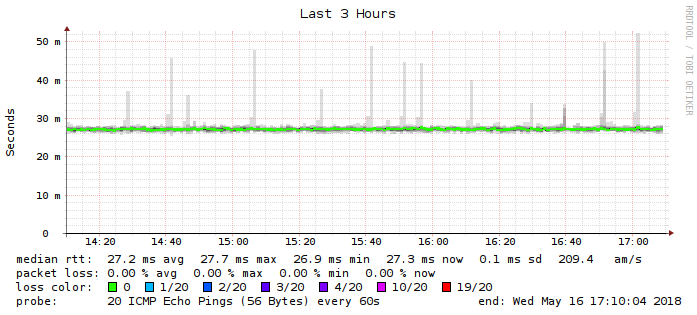 Last 3 Hours
RRDTOOL / TOBI OETIKER
Seconds
50 m
40 m
30 m
20 m
10 m
0
14:20 14:40 15:00 15:20 15:40 16:00 16:20 16:40 17:00
median rtt: 27.2 ms avg 27.7 ms max 26.9 ms min 27.3 ms now 0.1 ms sd 209.4 am/s
packet loss: 0.00 % avg 0.00 % max 0.00 % min 0.00 % now
loss color: 0 1/20 2/20 3/20 4/20 10/20 19/20
probe: 20 ICMP Echo Pings (56 Bytes) every 60s end: Wed May 16 17:10:04 2018